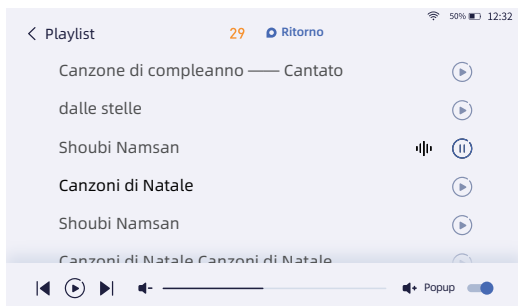 50% 12:32
Playlist 29 Ritorno
Canzone di compleanno —— Cantato
dalle stelle
Shoubi Namsan
Canzoni di Natale
Shoubi Namsan
Canzoni di Natale Canzoni di Natale
Popup